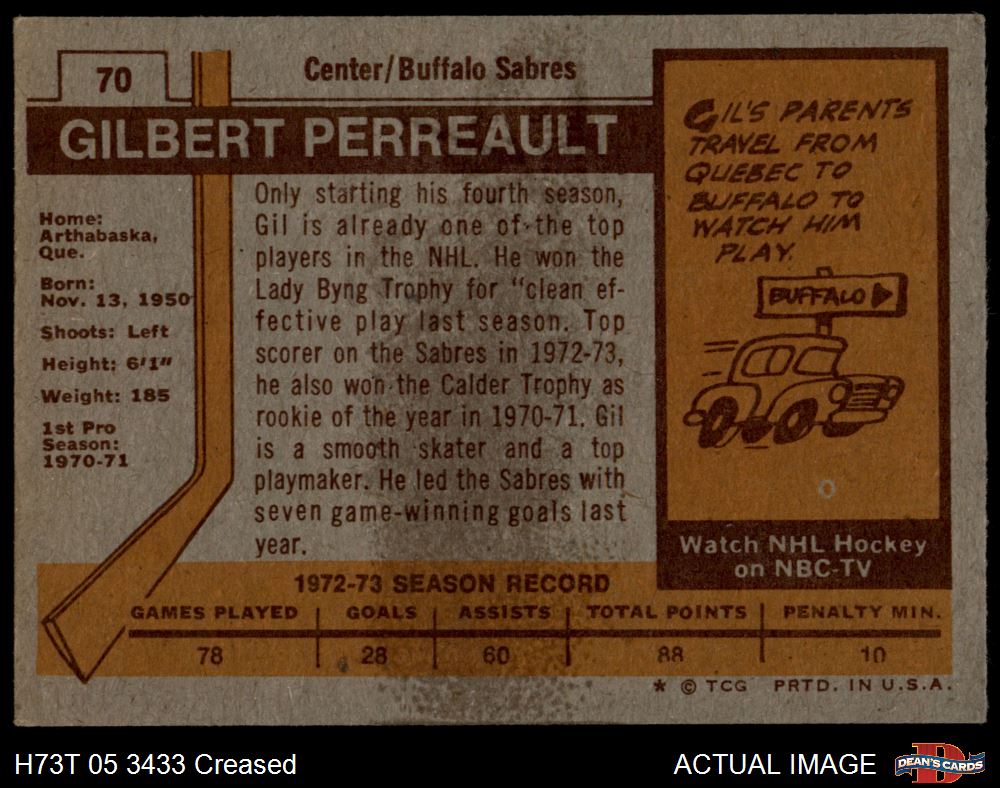 70
Center/Buffalo Sabres
GILBERT PERREAULT
Home:
Arthabaska,
Que.
Born:
Nov. 13, 1950
Shoots: Left
Height: 6'1"
Weight: 185
1st Pro
Season:
1970-71
Only starting his fourth season,
Gil is already one of the top
players in the NHL. He won the
Lady Byng Trophy for "clean ef-
fective play last season. Top
scorer on the Sabres in 1972-73,
he also won the Calder Trophy as
rookie of the year in 1970-71. Gil
is a smooth skater and a top
playmaker. He led the Sabres with
seven game-winning goals last
year.
GIL'S PARENTS
TRAVEL FROM
QUEBEC TO
BUFFALO TO
WATCH HIM
PLAY.
BUFFALO
Watch NHL Hockey
on NBC-TV
1972-73 SEASON RECORD
GAMES PLAYED GOALS ASSISTS TOTAL POINTS PENALTY MIN.
78 28 60 88 10
* © TCG PRTD. IN U.S.A.
H73T 05 3433 Creased
ACTUAL IMAGE
D
DEAN'S CARDS